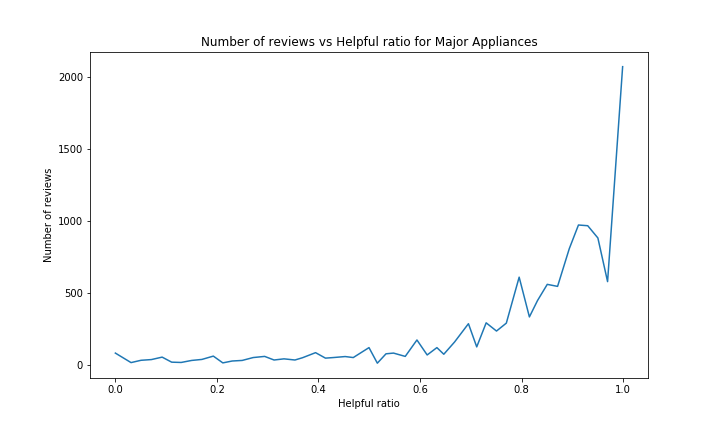 Number of reviews vs Helpful ratio for Major Appliances
2000
1500
1000
500
0
Number of reviews
0.0 0.2 0.4 0.6 0.8 1.0
Helpful ratio